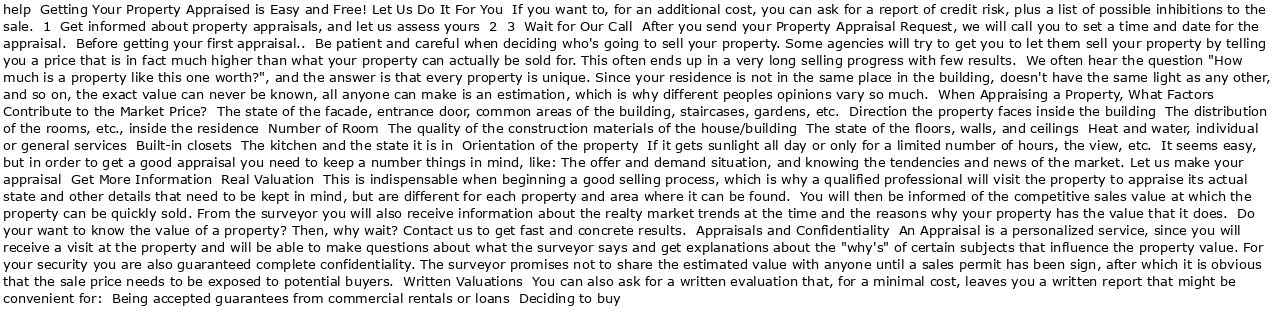 help  Getting Your Property Appraised is Easy and Free! Let Us Do It For You  If you want to, for an additional cost, you can ask for a report of credit risk, plus a list of possible inhibitions to the
sale.  1  Get informed about property appraisals, and let us assess yours  2  3  Wait for Our Call  After you send your Property Appraisal Request, we will call you to set a time and date for the
appraisal.  Before getting your first appraisal..  Be patient and careful when deciding who's going to sell your property. Some agencies will try to get you to let them sell your property by telling
you a price that is in fact much higher than what your property can actually be sold for. This often ends up in a very long selling progress with few results.  We often hear the question "How
much is a property like this one worth?", and the answer is that every property is unique. Since your residence is not in the same place in the building, doesn't have the same light as any other,
and so on, the exact value can never be known, all anyone can make is an estimation, which is why different peoples opinions vary so much.  When Appraising a Property, What Factors
Contribute to the Market Price?  The state of the facade, entrance door, common areas of the building, staircases, gardens, etc.  Direction the property faces inside the building  The distribution
of the rooms, etc., inside the residence  Number of Room  The quality of the construction materials of the house/building  The state of the floors, walls, and ceilings  Heat and water, individual
or general services  Built-in closets  The kitchen and the state it is in  Orientation of the property  If it gets sunlight all day or only for a limited number of hours, the view, etc.  It seems easy,
but in order to get a good appraisal you need to keep a number things in mind, like: The offer and demand situation, and knowing the tendencies and news of the market. Let us make your
appraisal  Get More Information  Real Valuation  This is indispensable when beginning a good selling process, which is why a qualified professional will visit the property to appraise its actual
state and other details that need to be kept in mind, but are different for each property and area where it can be found.  You will then be informed of the competitive sales value at which the
property can be quickly sold. From the surveyor you will also receive information about the realty market trends at the time and the reasons why your property has the value that it does.  Do
your want to know the value of a property? Then, why wait? Contact us to get fast and concrete results.  Appraisals and Confidentiality  An Appraisal is a personalized service, since you will
receive a visit at the property and will be able to make questions about what the surveyor says and get explanations about the "why's" of certain subjects that influence the property value. For
your security you are also guaranteed complete confidentiality. The surveyor promises not to share the estimated value with anyone until a sales permit has been sign, after which it is obvious
that the sale price needs to be exposed to potential buyers.  Written Valuations  You can also ask for a written evaluation that, for a minimal cost, leaves you a written report that might be
convenient for:  Being accepted guarantees from commercial rentals or loans  Deciding to buy